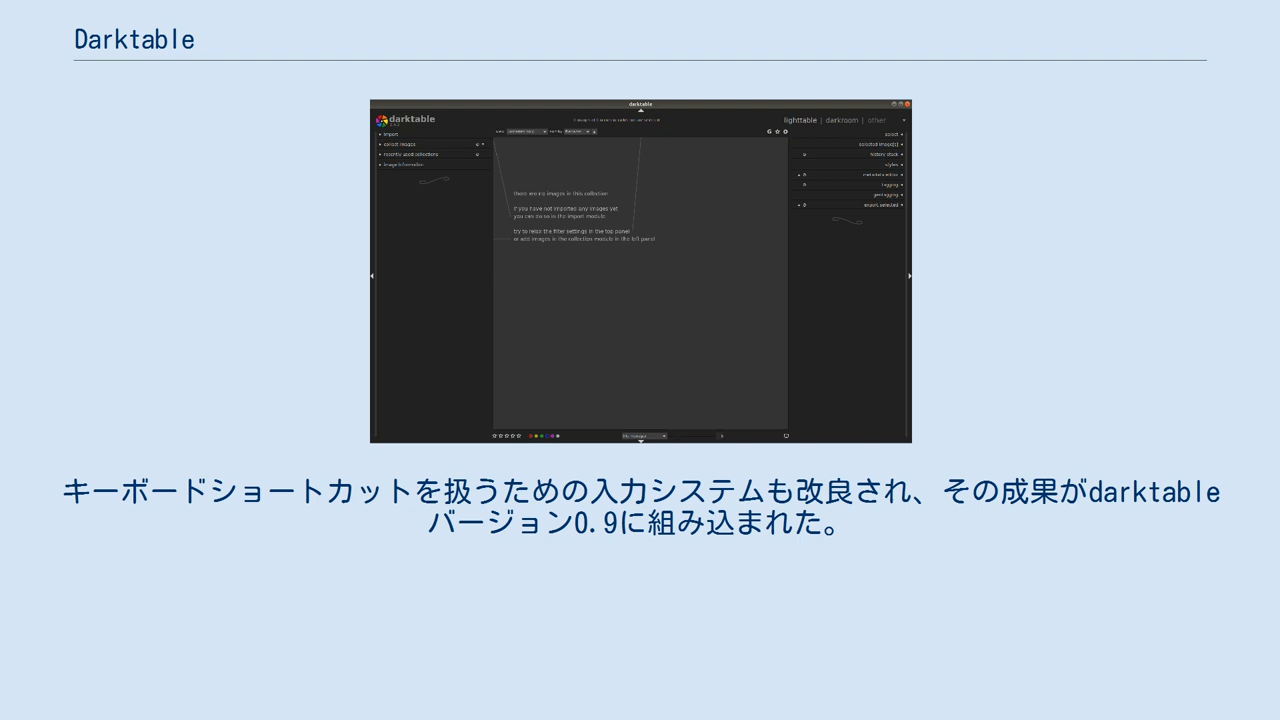 Darktable
darktable
darktable
lighttable | darkroom | other
import
collect images
recently used collections
image information
there are no images in this collection
if you have not imported any images yet
you can do so in the import module
try to relax the filter settings in the top panel
or add images in the collection module in the left panel
select
selected image[s]
history stack
styles
metadata editor
tagging
geotagging
export selected
キーボードショートカットを扱うための入力システムも改良され、その成果がdarktable
バージョン0.9に組み込まれた。